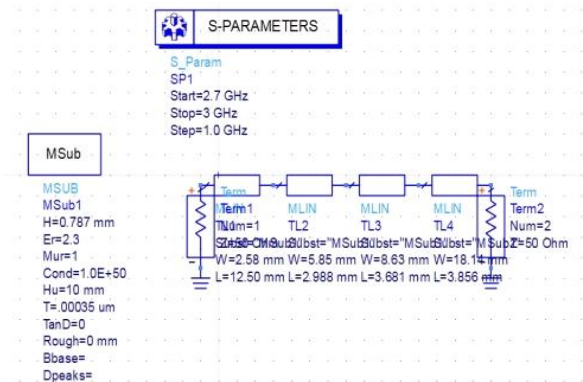 S-PARAMETERS
S_Param
SP1
Start=2.7 GHz
Stop=3 GHz
Step=1.0 GHz
MSub
MSUB
MSub1
H=0.787 mm
Er=2.3
Mur=1
Cond=1.0E+50
Hu=10 mm
T=.00035 um
TanD=0
Rough=0 mm
Bbase=
Dpeaks=
Term
Term1
Num=1
MLIN
TL2
W=2.58 mm W=5.85 mm W=8.63 mm W=18.14 mm
L=12.50 mm L=2.988 mm L=3.681 mm L=3.856 mm
MLIN
TL3
MLIN
TL4
Term
Term2
Num=2
Z=50 Ohm